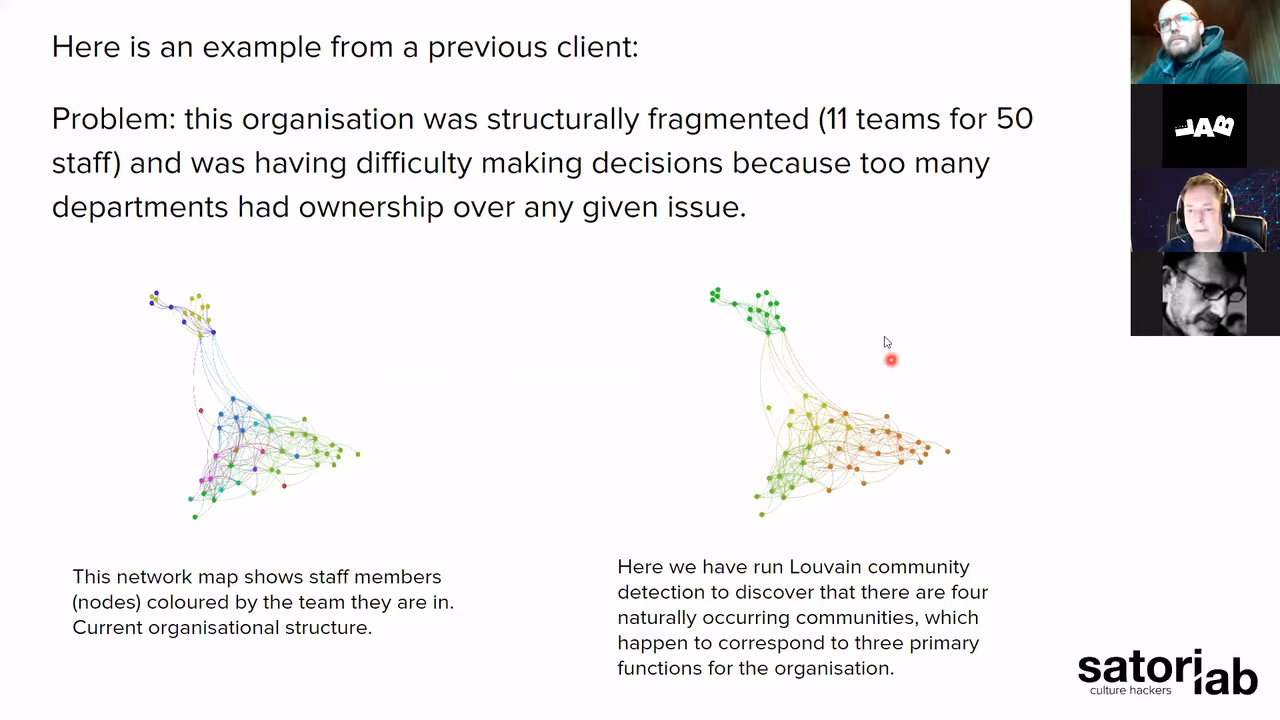 Here is an example from a previous client:
Problem: this organisation was structurally fragmented (11 teams for 50
staff) and was having difficulty making decisions because too many
departments had ownership over any given issue.
This network map shows staff members
(nodes) coloured by the team they are in.
Current organisational structure.
Here we have run Louvain community
detection to discover that there are four
naturally occurring communities, which
happen to correspond to three primary
functions for the organisation.
LAB
satori lab
culture hackers